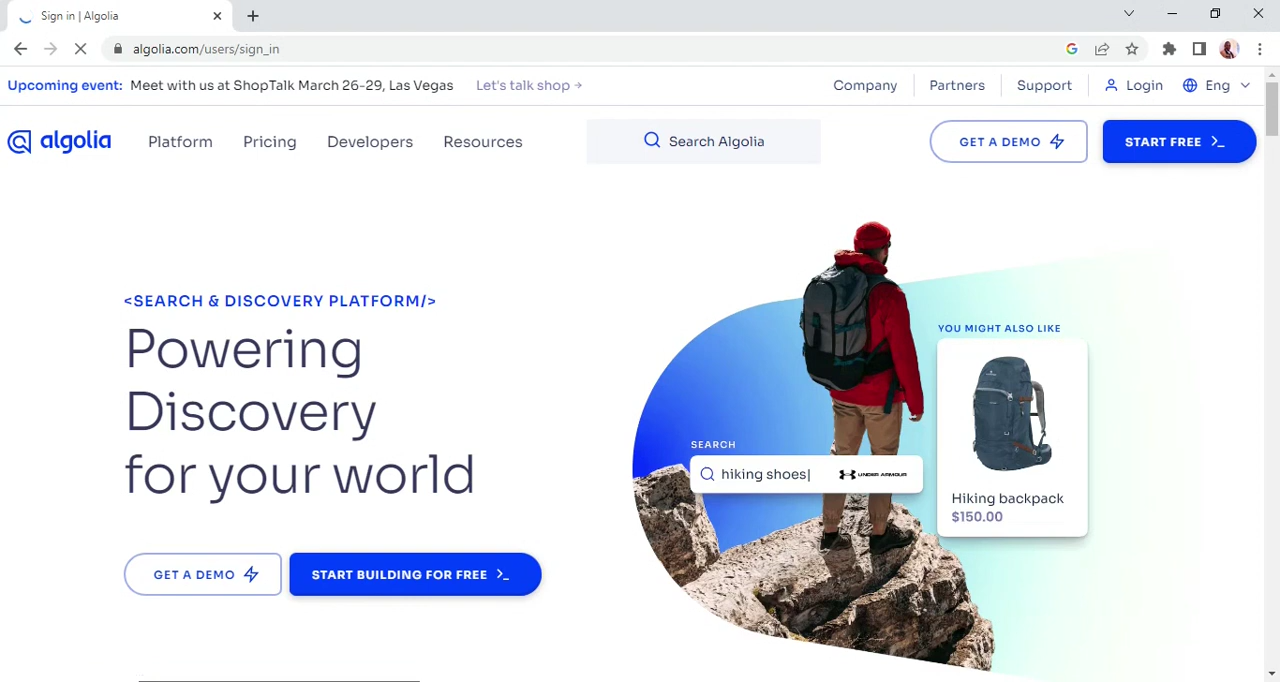 Sign in | Algolia
algolia.com/users/sign_in
Upcoming event: Meet with us at ShopTalk March 26-29, Las Vegas Let's talk shop →
Company Partners Support Login Eng
algolia Platform Pricing Developers Resources Search Algolia GET A DEMO START FREE >_
<SEARCH & DISCOVERY PLATFORM/>
Powering
Discovery
for your world
GET A DEMO START BUILDING FOR FREE >_
YOU MIGHT ALSO LIKE
SEARCH
hiking shoes| UNDER ARMOUR
Hiking backpack
$150.00